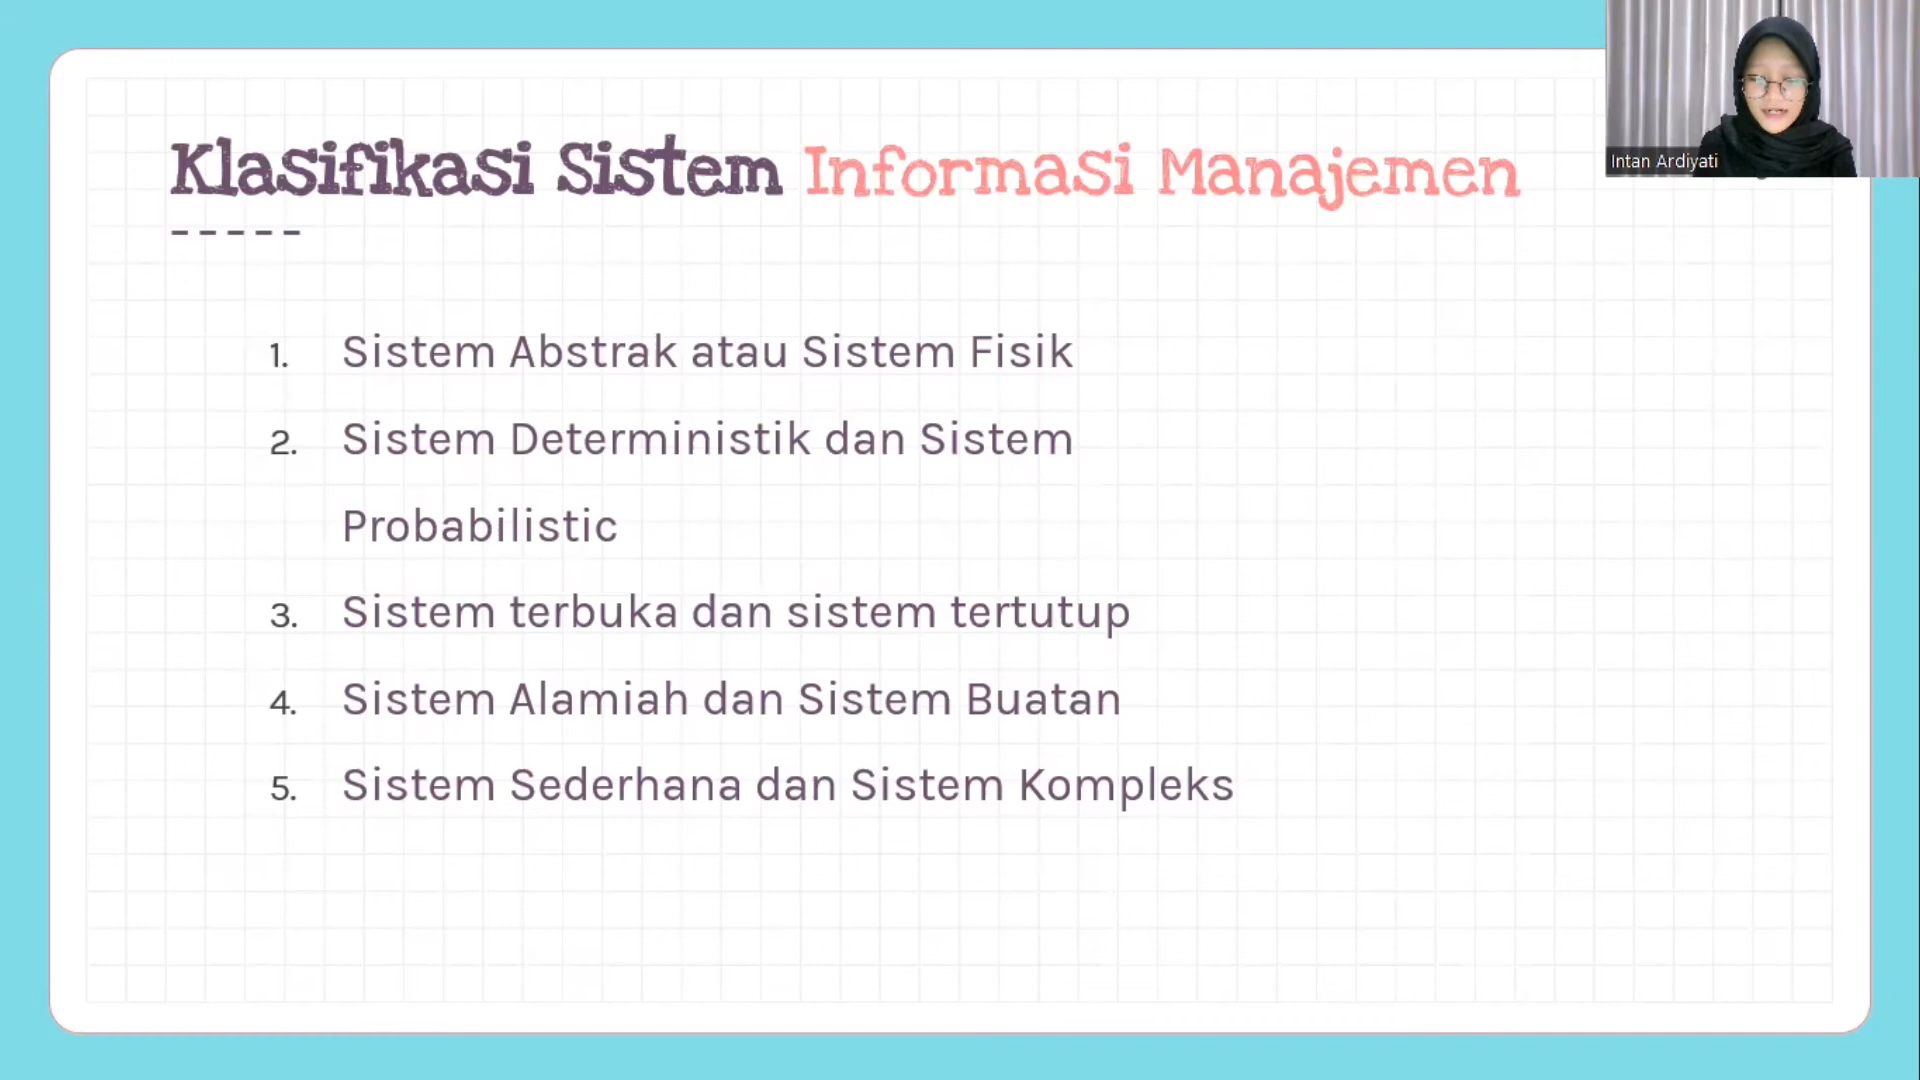 Klasifikasi Sistem Informasi Manajemen
-----
1. Sistem Abstrak atau Sistem Fisik
2. Sistem Deterministik dan Sistem
Probabilistic
3. Sistem terbuka dan sistem tertutup
4. Sistem Alamiah dan Sistem Buatan
5. Sistem Sederhana dan Sistem Kompleks
Intan Ardiyati